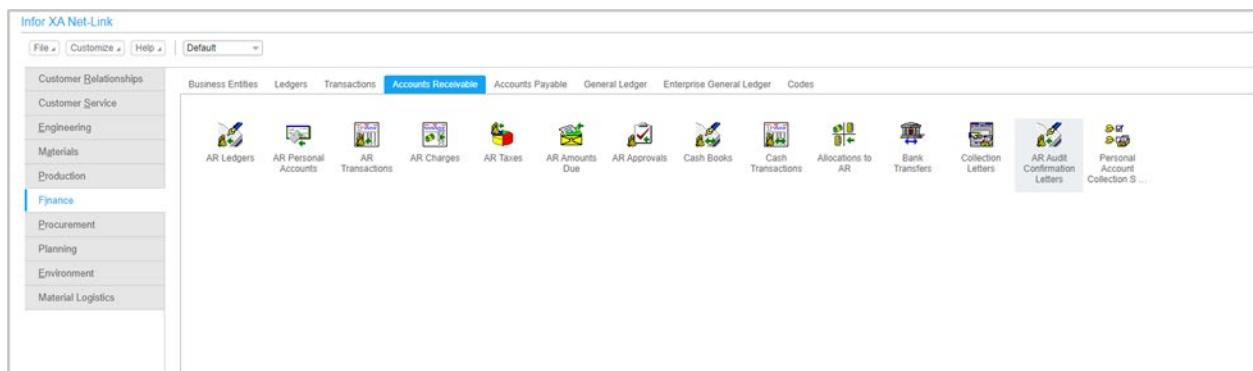 Infor XA Net-Link
File Customize Help Default
Customer Relationships
Customer Service
Engineering
Materials
Production
Finance
Procurement
Planning
Environment
Material Logistics
Business Entities Ledgers Transactions Accounts Receivable Accounts Payable General Ledger Enterprise General Ledger Codes
AR Ledgers
AR Personal
Accounts
AR
Transactions
AR Charges
AR Taxes
AR Amounts
Due
AR Approvals
Cash Books
Cash
Transactions
Allocations to
AR
Bank
Transfers
Collection
Letters
AR Audit
Confirmation
Letters
Personal
Account
Collection S ...